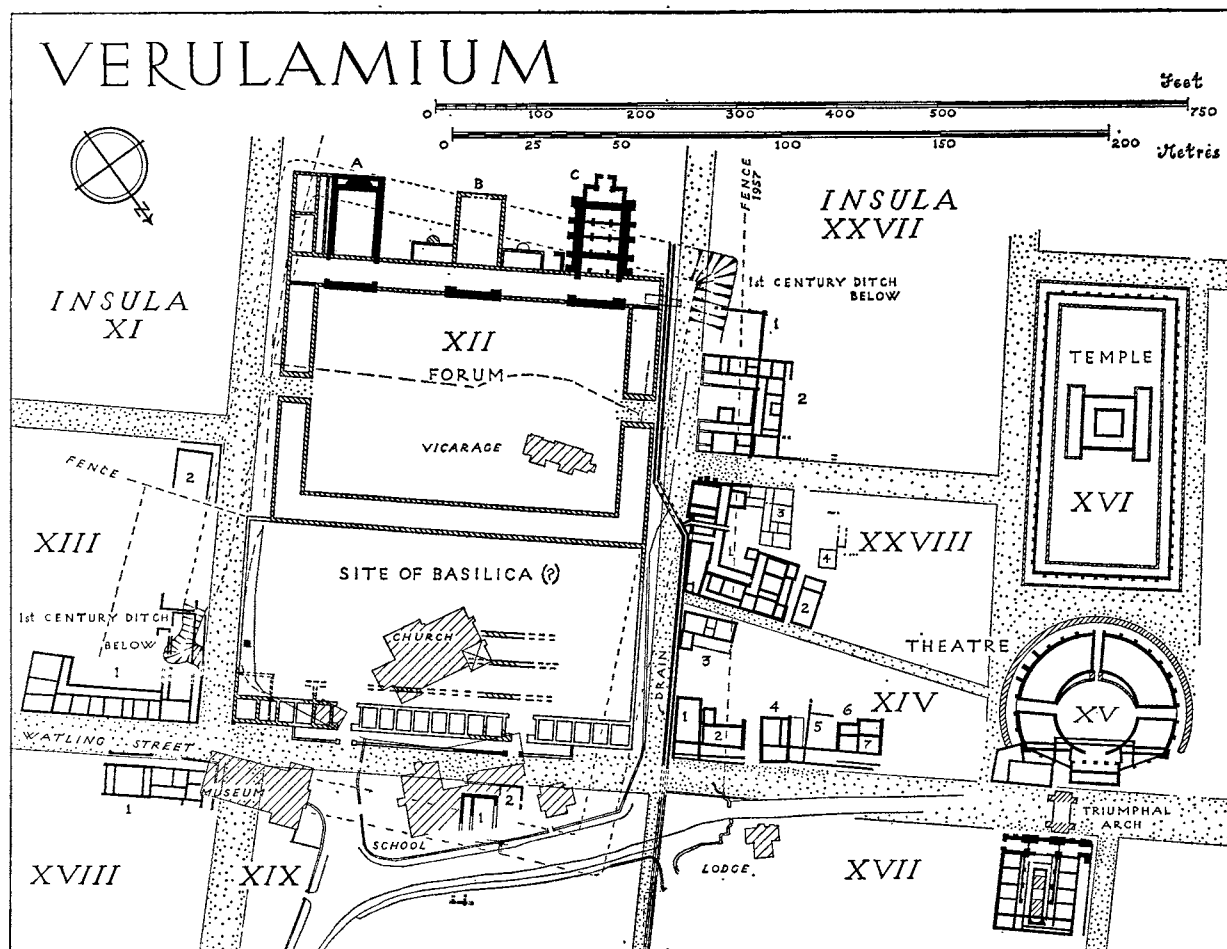 VERULAMIUM
Feet
0 100 200 300 400 500 750
0 25 50 100 150 200
Metres
N
A
B
C
FENCE 1957
INSULA
XXVII
INSULA
XI
1st CENTURY DITCH
BELOW
1
2
XII
FORUM
TEMPLE
XVI
VICARAGE
FENCE
2
XIII
3
XXVIII
4
1
2
SITE OF BASILICA (?)
1st CENTURY DITCH
BELOW
1
CHURCH
THEATRE
3
DRAIN
XIV
1
2
4
5
6
7
XV
WATLING STREET
MUSEUM
1
2
1
SCHOOL
TRIUMPHAL
ARCH
LODGE
XVIII
XIX
XVII